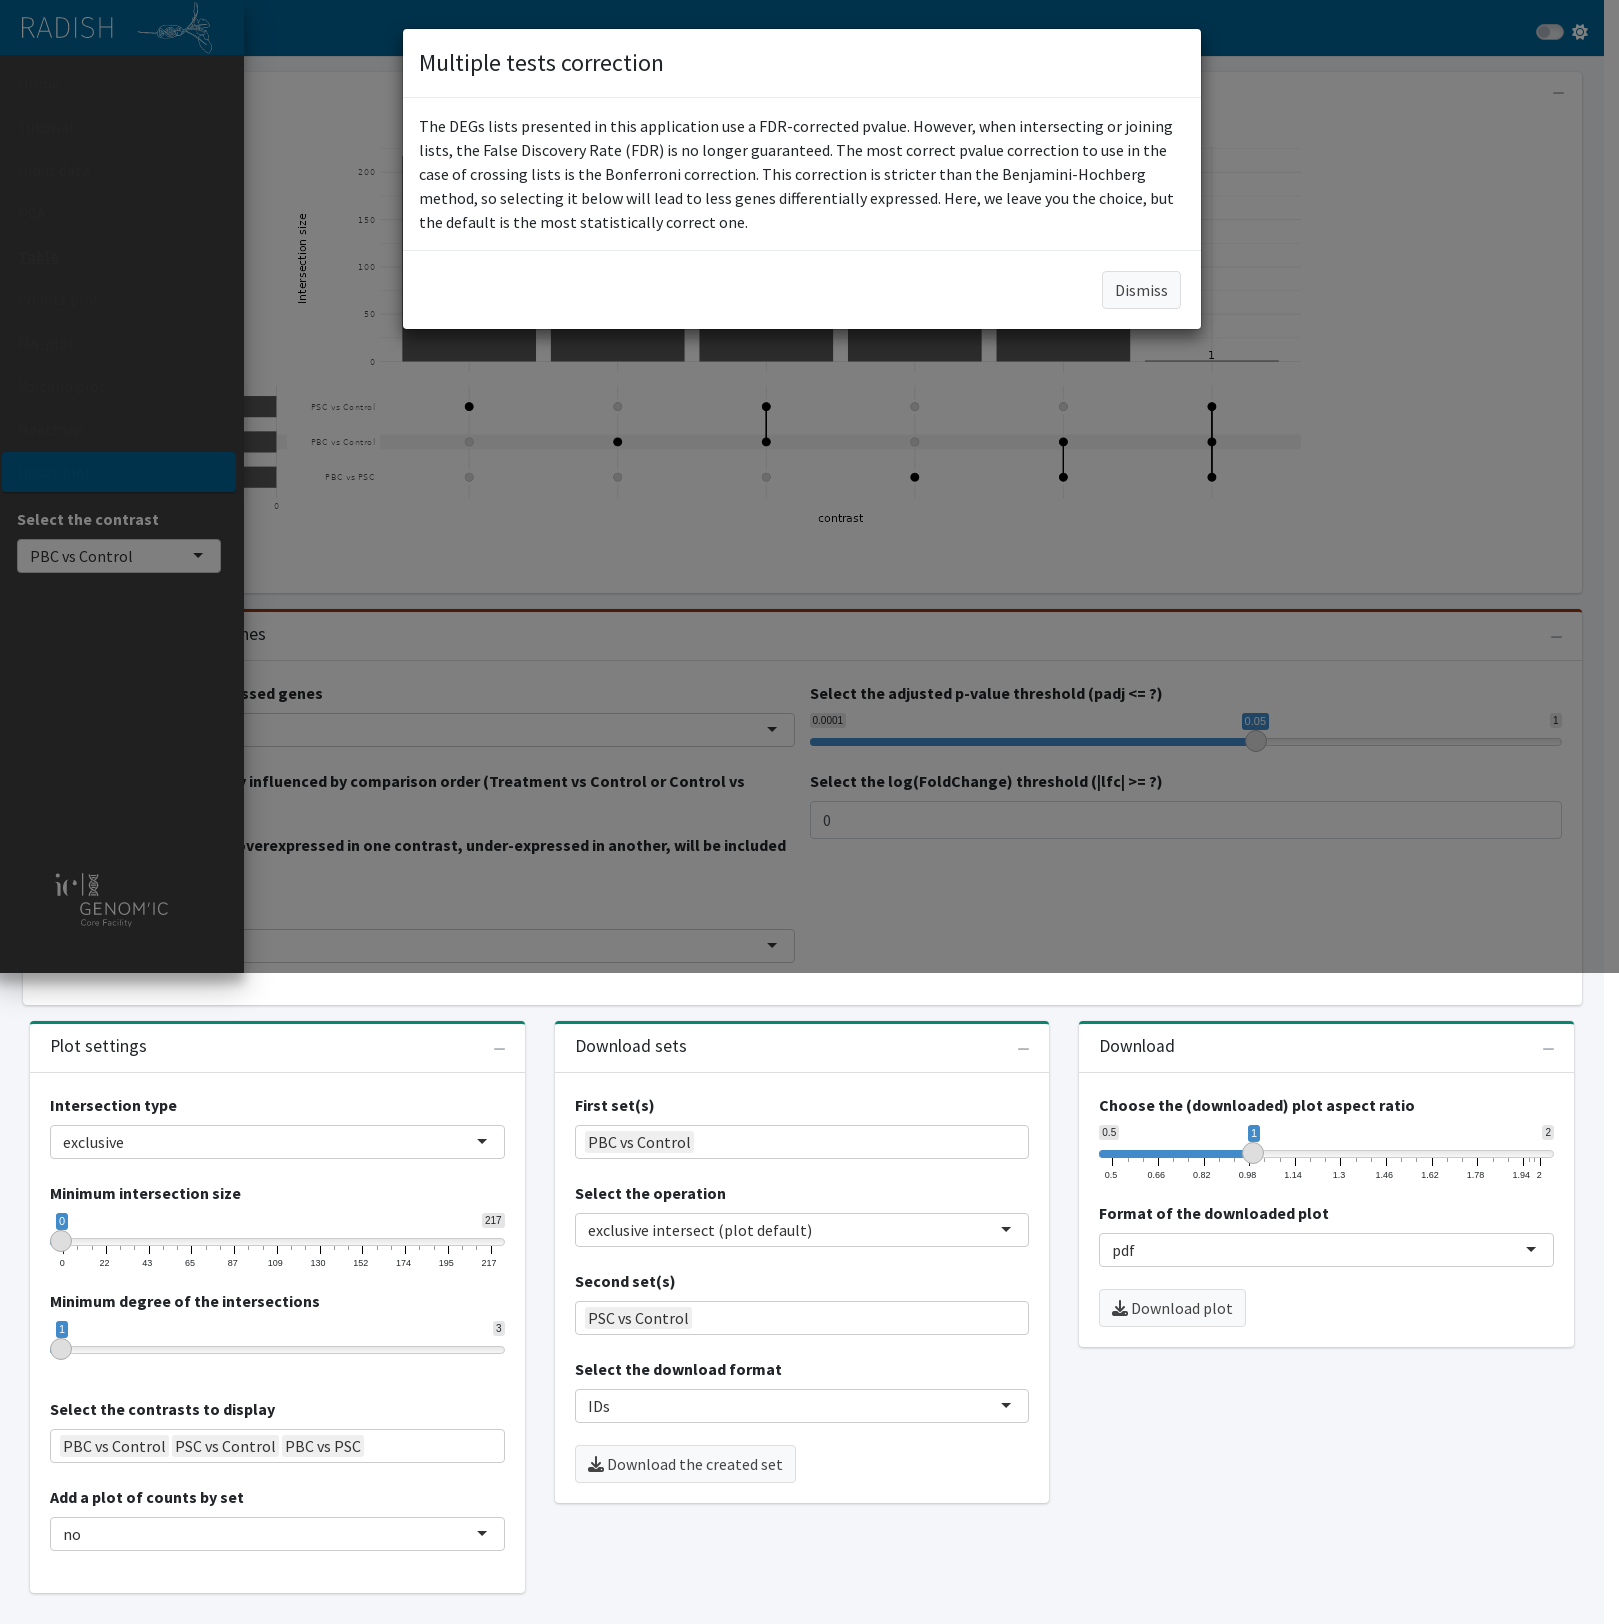 RADISH
Multiple tests correction
The DEGs lists presented in this application use a FDR-corrected pvalue. However, when intersecting or joining
lists, the False Discovery Rate (FDR) is no longer guaranteed. The most correct pvalue correction to use in the
case of crossing lists is the Bonferroni correction. This correction is stricter than the Benjamini-Hochberg
method, so selecting it below will lead to less genes differentially expressed. Here, we leave you the choice, but
the default is the most statistically correct one.
Dismiss
200
150
100
50
0
Intersection size
1
PSC vs Control
PBC vs Control
PBC vs PSC
0
contrast
Table
Select the contrast
PBC vs Control
GENOM'IC
Core Facility
nes
ssed genes
Select the adjusted p-value threshold (padj <= ?)
0.0001
0.05
1
y influenced by comparison order (Treatment vs Control or Control vs
Select the log(FoldChange) threshold (|lfc| >= ?)
0
overexpressed in one contrast, under-expressed in another, will be included
Plot settings
Intersection type
exclusive
Minimum intersection size
0 217
0 22 43 65 87 109 130 152 174 195 217
Minimum degree of the intersections
1 3
Select the contrasts to display
PBC vs Control PSC vs Control PBC vs PSC
Add a plot of counts by set
no
Download sets
First set(s)
PBC vs Control
Select the operation
exclusive intersect (plot default)
Second set(s)
PSC vs Control
Select the download format
IDs
Download the created set
Download
Choose the (downloaded) plot aspect ratio
0.5 1 2
0.5 0.66 0.82 0.98 1.14 1.3 1.46 1.62 1.78 1.94 2
Format of the downloaded plot
pdf
Download plot